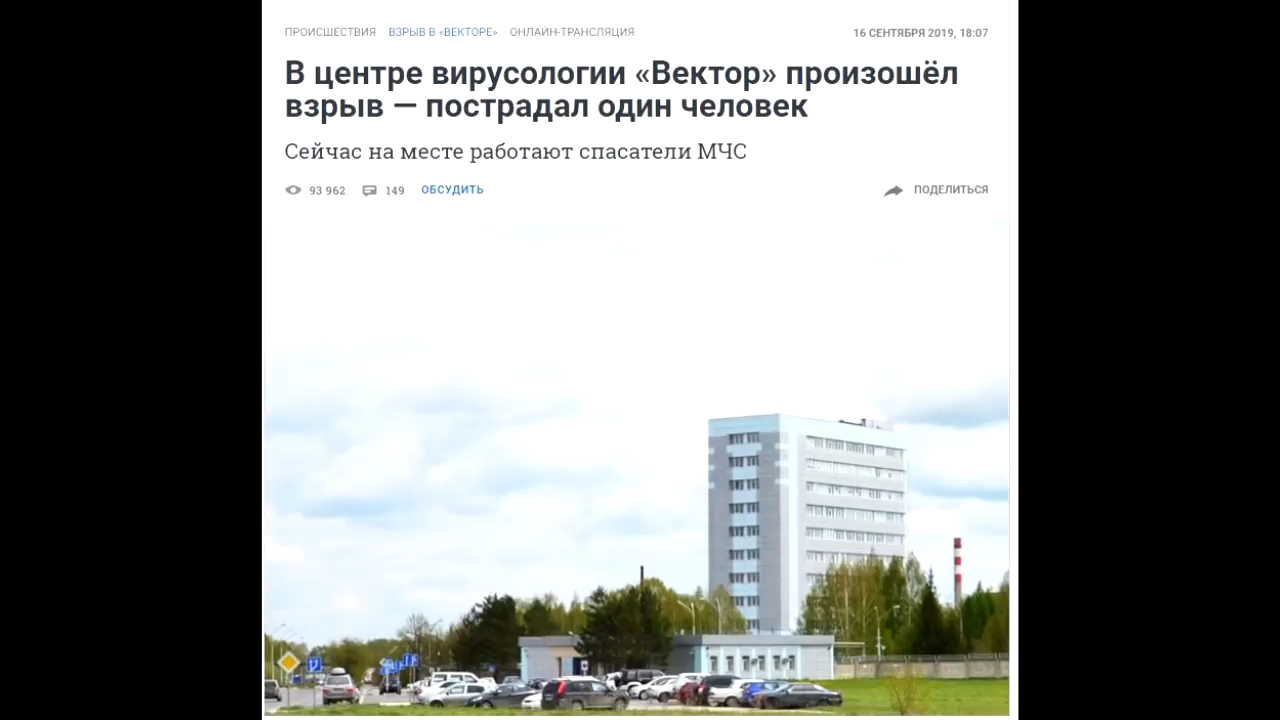 ПРОИСШЕСТВИЯ ВЗРЫВ В «ВЕКТОРЕ» ОНЛАЙН-ТРАНСЛЯЦИЯ 16 СЕНТЯБРЯ 2019, 18:07
В центре вирусологии «Вектор» произошёл
взрыв — пострадал один человек
Сейчас на месте работают спасатели МЧС
93 962 149 ОБСУДИТЬ ПОДЕЛИТЬСЯ